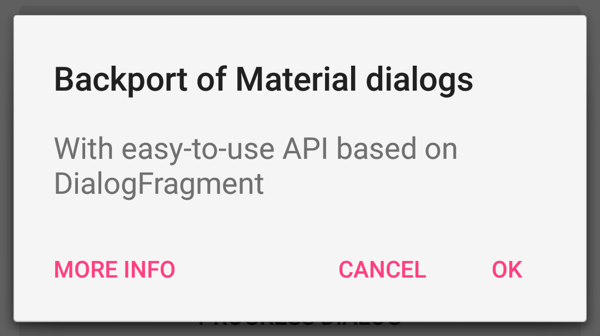 Backport of Material dialogs
With easy-to-use API based on
DialogFragment
MORE INFO CANCEL OK